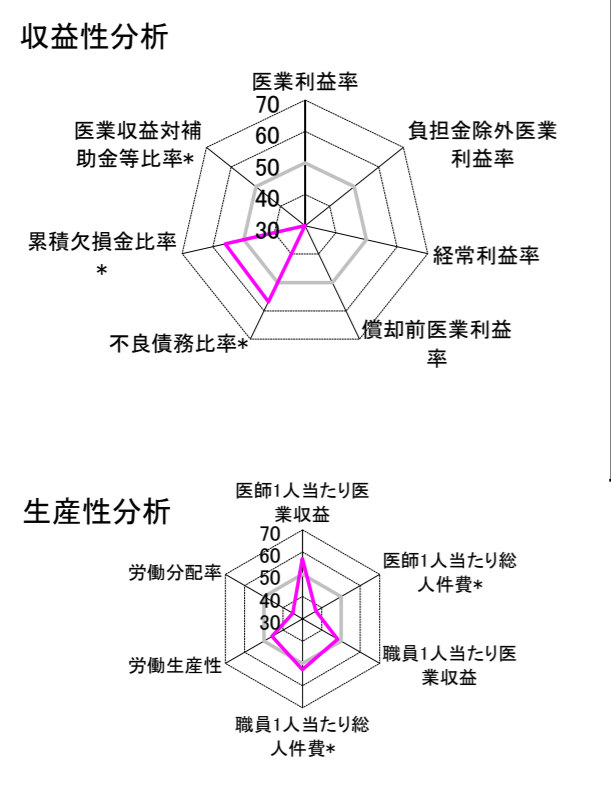 収益性分析
医業利益率
70
60
50
40
30
負担金除外医業
利益率
経常利益率
償却前医業利益
率
不良債務比率*
累積欠損金比率
*
医業収益対補
助金等比率*
生産性分析
医師1人当たり医
業収益
70
60
50
40
30
医師1人当たり総
人件費*
職員1人当たり医
業収益
職員1人当たり総
人件費*
労働生産性
労働分配率